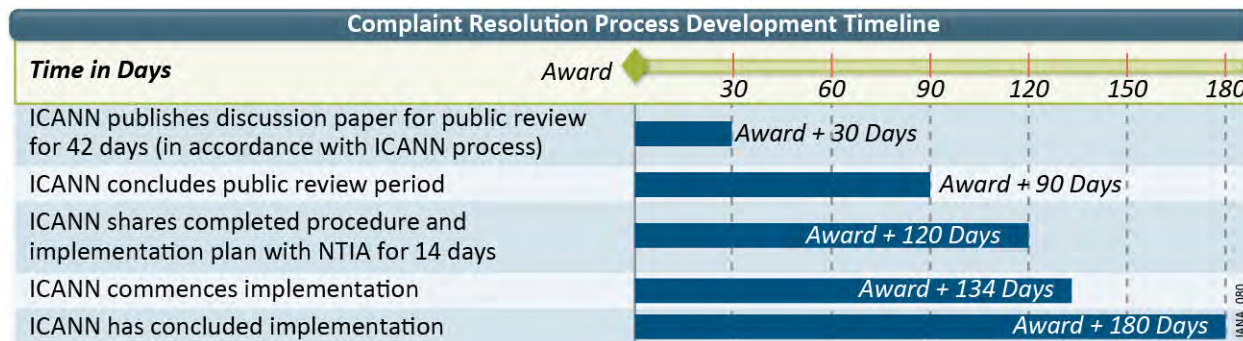 Complaint Resolution Process Development Timeline
Time in Days
Award
30 60 90 120 150 180
ICANN publishes discussion paper for public review
for 42 days (in accordance with ICANN process)
Award + 30 Days
ICANN concludes public review period
Award + 90 Days
ICANN shares completed procedure and
implementation plan with NTIA for 14 days
Award + 120 Days
ICANN commences implementation
Award + 134 Days
ICANN has concluded implementation
Award + 180 Days
IANA_080